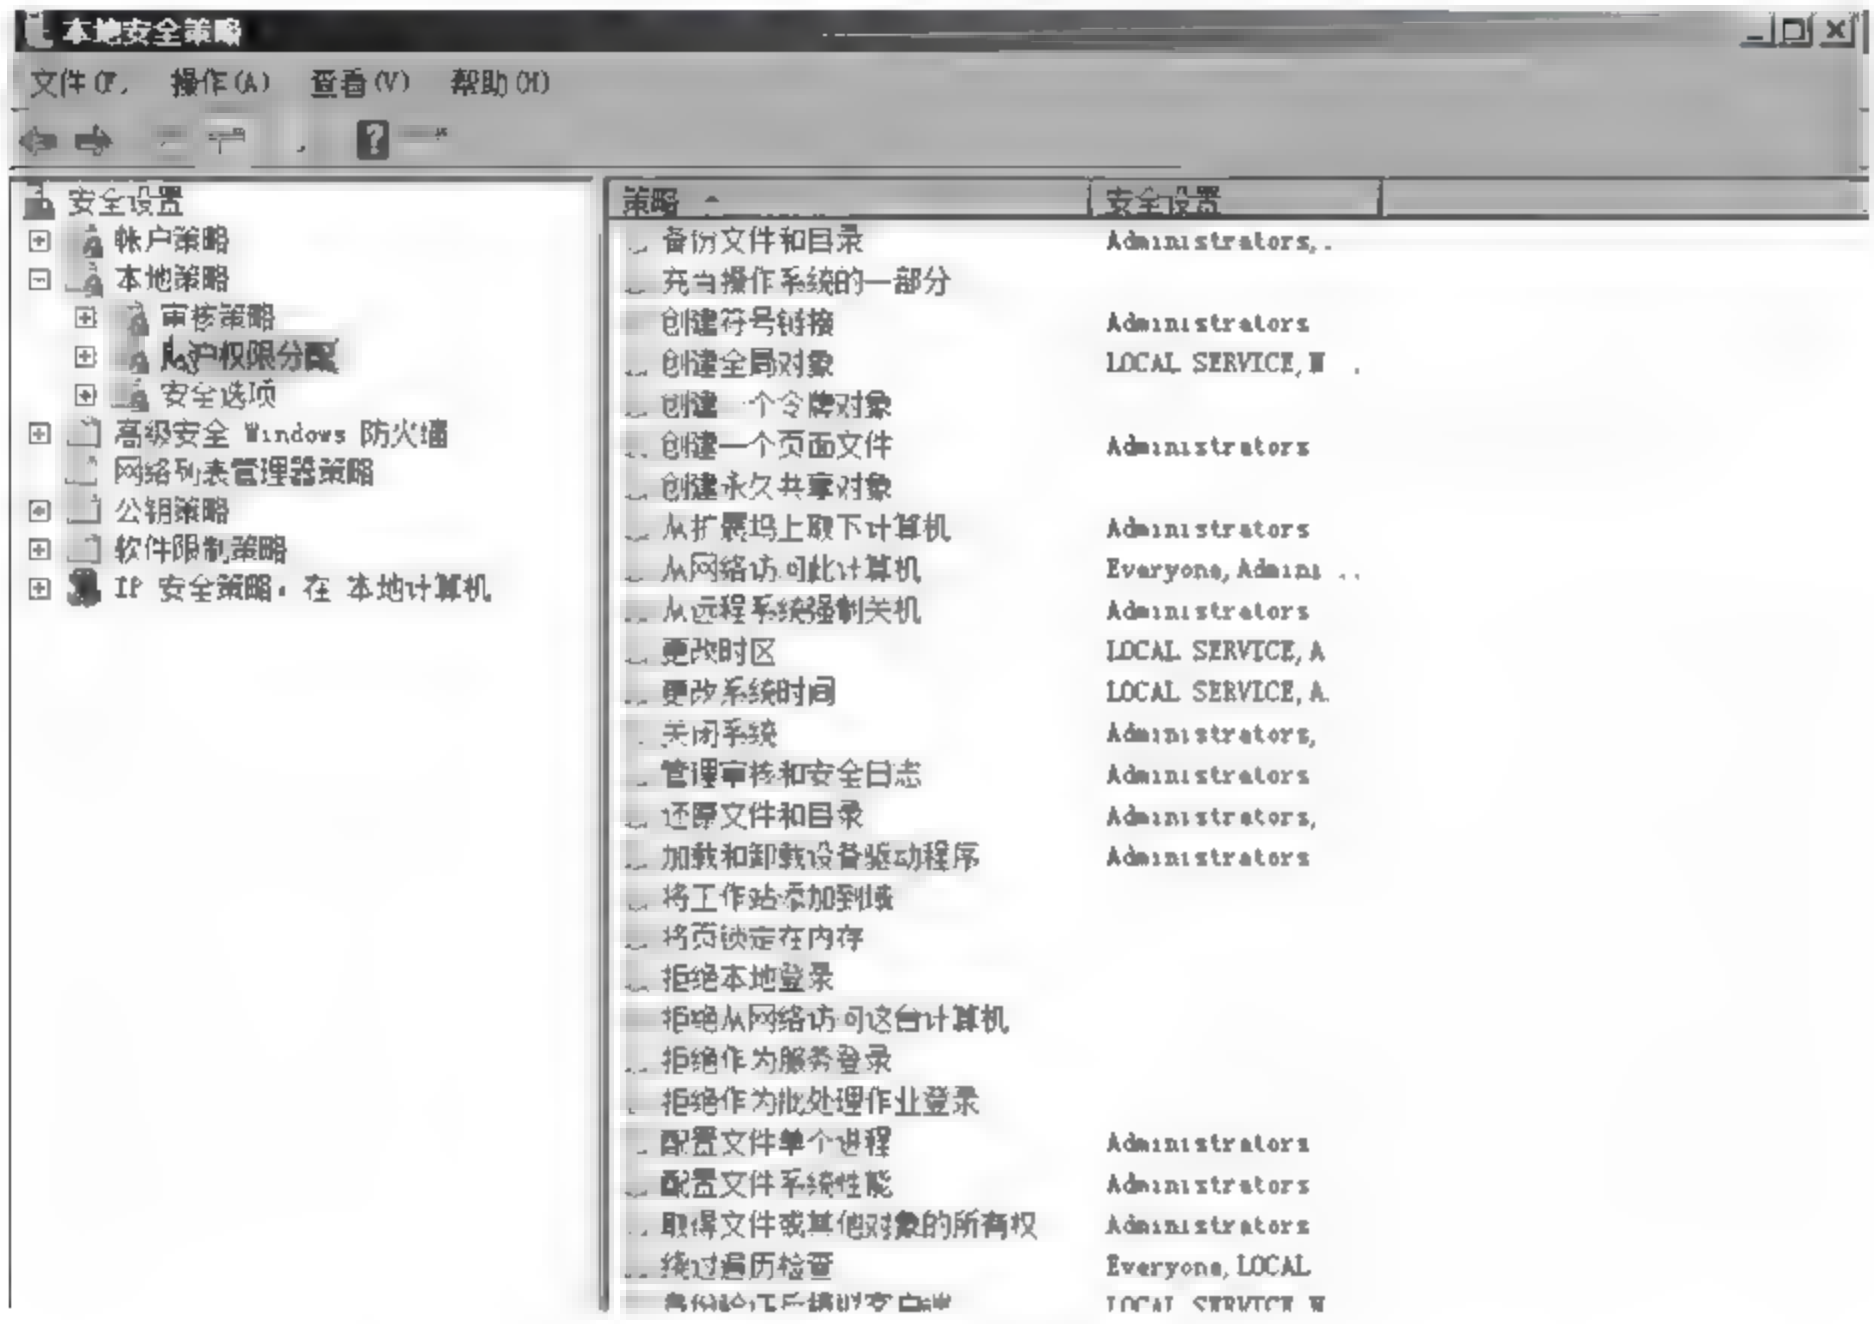 本地安全策略
文件(F) 操作(A) 查看(V) 帮助(H)
安全设置
帐户策略
本地策略
审核策略
用户权限分配
安全选项
高级安全 Windows 防火墙
网络列表管理器策略
公钥策略
软件限制策略
IP 安全策略，在 本地计算机
策略 安全设置
备份文件和目录 Administrators,..
充当操作系统的一部分
创建符号链接 Administrators
创建全局对象 LOCAL SERVICE,N .
创建一个令牌对象
创建一个页面文件 Administrators
创建永久共享对象
从扩展坞上取下计算机 Administrators
从网络访问此计算机 Everyone,Admini ..
从远程系统强制关机 Administrators
更改时区 LOCAL SERVICE,A
更改系统时间 LOCAL SERVICE,A.
关闭系统 Administrators,
管理审核和安全日志 Administrators
还原文件和目录 Administrators,
加载和卸载设备驱动程序 Administrators
将工作站添加到域
将页锁定在内存
拒绝本地登录
拒绝从网络访问这台计算机
拒绝作为服务登录
拒绝作为批处理作业登录
配置文件单个进程 Administrators
配置文件系统性能 Administrators
取得文件或其他对象的所有权 Administrators
绕过遍历检查 Everyone,LOCAL
身份验证后模拟客户端 LOCAL SERVICE,N